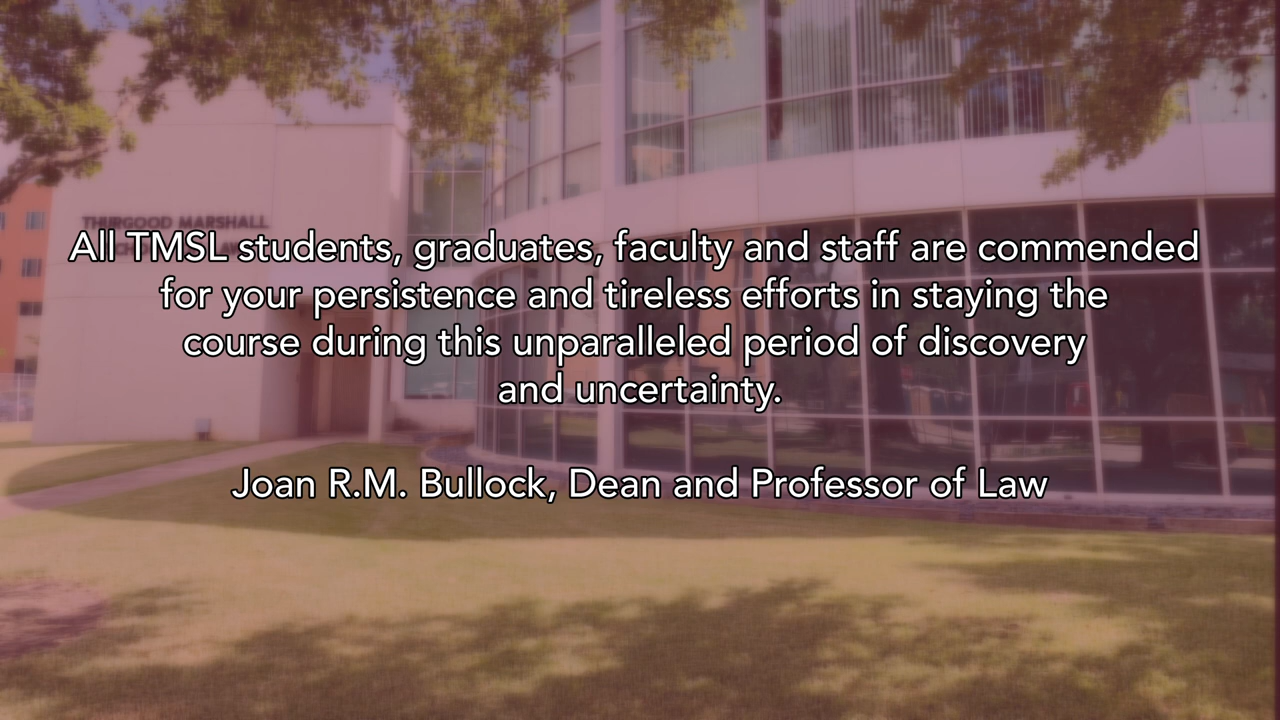 THURGOOD MARSHALL
All TMSL students, graduates, faculty and staff are commended
for your persistence and tireless efforts in staying the
course during this unparalleled period of discovery
and uncertainty.
Joan R.M. Bullock, Dean and Professor of Law